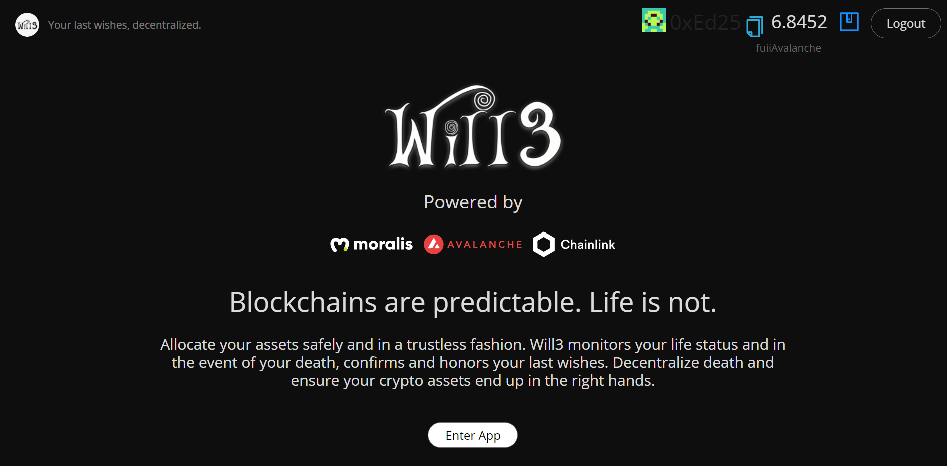 Will3 Your last wishes, decentralized. 0xEd25 6.8452 Logout
fuiiAvalanche
Will3
Powered by
moralis AVALANCHE Chainlink
Blockchains are predictable. Life is not.
Allocate your assets safely and in a trustless fashion. Will3 monitors your life status and in
the event of your death, confirms and honors your last wishes. Decentralize death and
ensure your crypto assets end up in the right hands.
Enter App